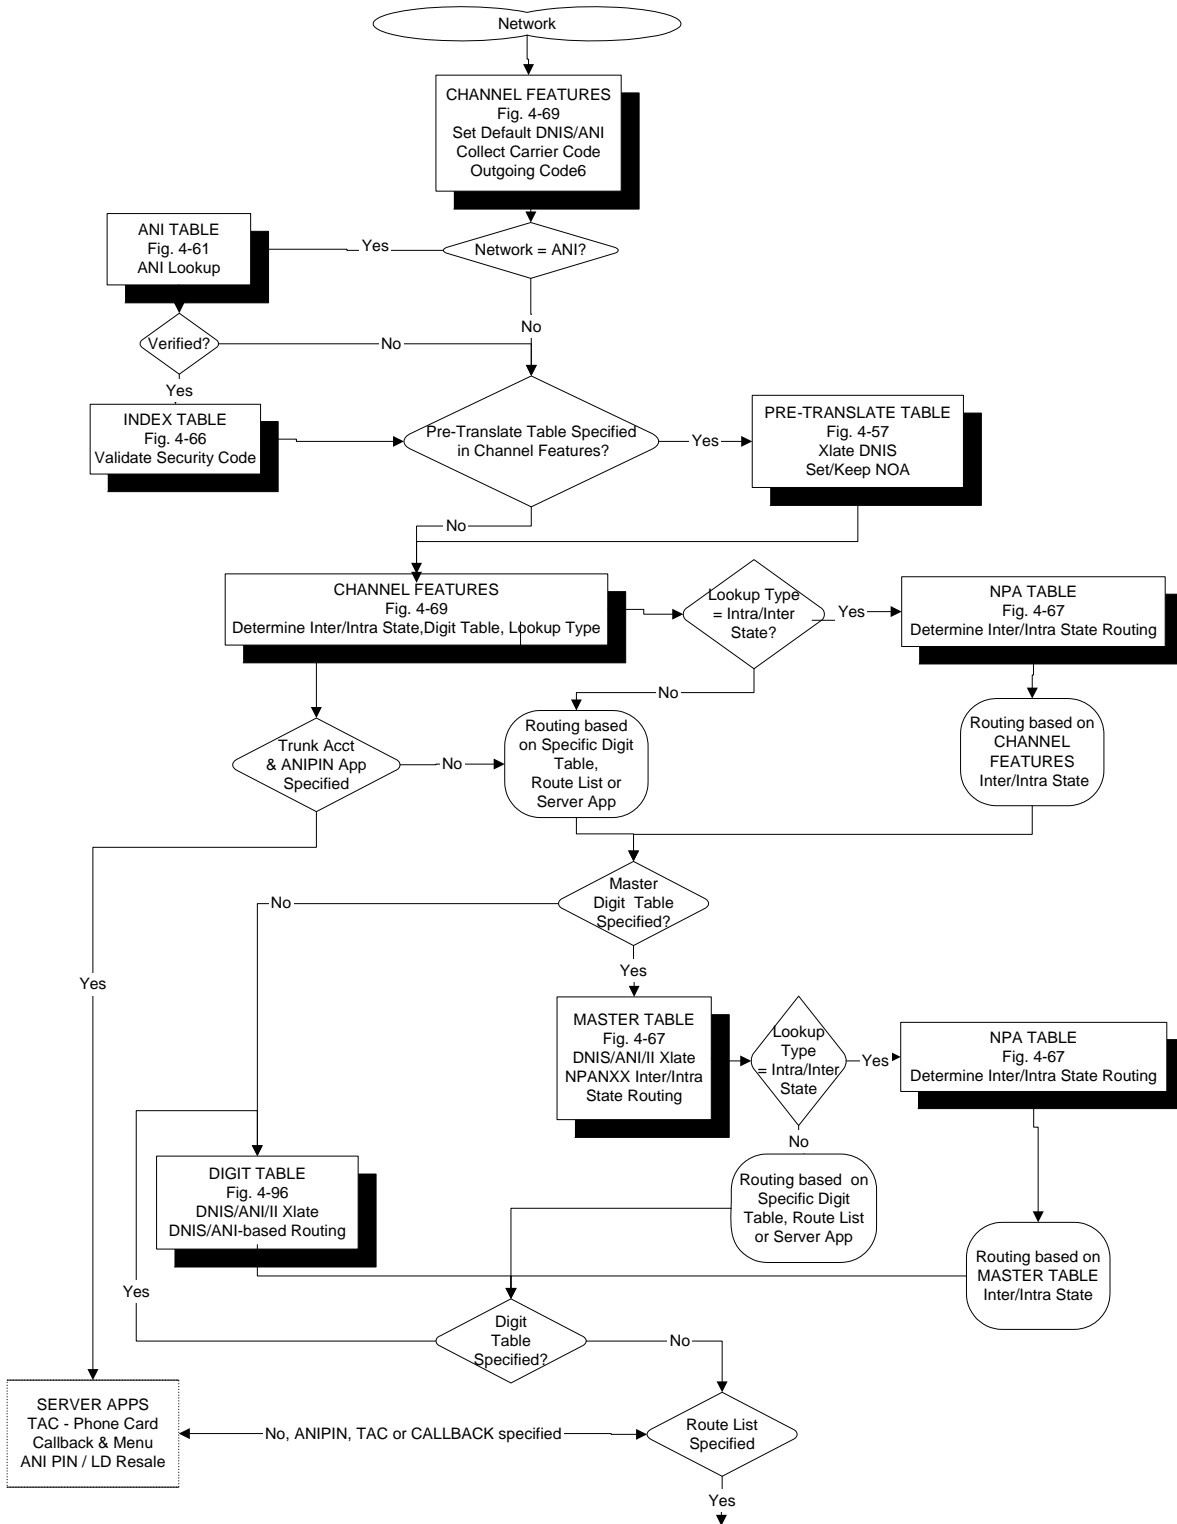 Network
CHANNEL FEATURES
Fig. 4-69
Set Default DNIS/ANI
Collect Carrier Code
Outgoing Code6
ANI TABLE
Fig. 4-61
ANI Lookup
Yes
Network = ANI?
No
Verified?
No
Yes
INDEX TABLE
Fig. 4-66
Validate Security Code
Pre-Translate Table Specified
in Channel Features?
Yes
PRE-TRANSLATE TABLE
Fig. 4-57
Xlate DNIS
Set/Keep NOA
No
CHANNEL FEATURES
Fig. 4-69
Determine Inter/Intra State,Digit Table, Lookup Type
Lookup Type
= Intra/Inter
State?
Yes
NPA TABLE
Fig. 4-67
Determine Inter/Intra State Routing
No
Trunk Acct
& ANIPIN App
Specified
No
Routing based
on Specific Digit
Table,
Route List or
Server App
Routing based on
CHANNEL
FEATURES
Inter/Intra State
Master
Digit Table
Specified?
No
Yes
Yes
MASTER TABLE
Fig. 4-67
DNIS/ANI/II Xlate
NPANXX Inter/Intra
State Routing
Lookup
Type
= Intra/Inter
State
Yes
NPA TABLE
Fig. 4-67
Determine Inter/Intra State Routing
No
DIGIT TABLE
Fig. 4-96
DNIS/ANI/II Xlate
DNIS/ANI-based Routing
Routing based on
Specific Digit
Table, Route List
or Server App
Routing based on
MASTER TABLE
Inter/Intra State
Yes
Digit
Table
Specified?
No
SERVER APPS
TAC - Phone Card
Callback & Menu
ANI PIN / LD Resale
No, ANIPIN, TAC or CALLBACK specified
Route List
Specified
Yes